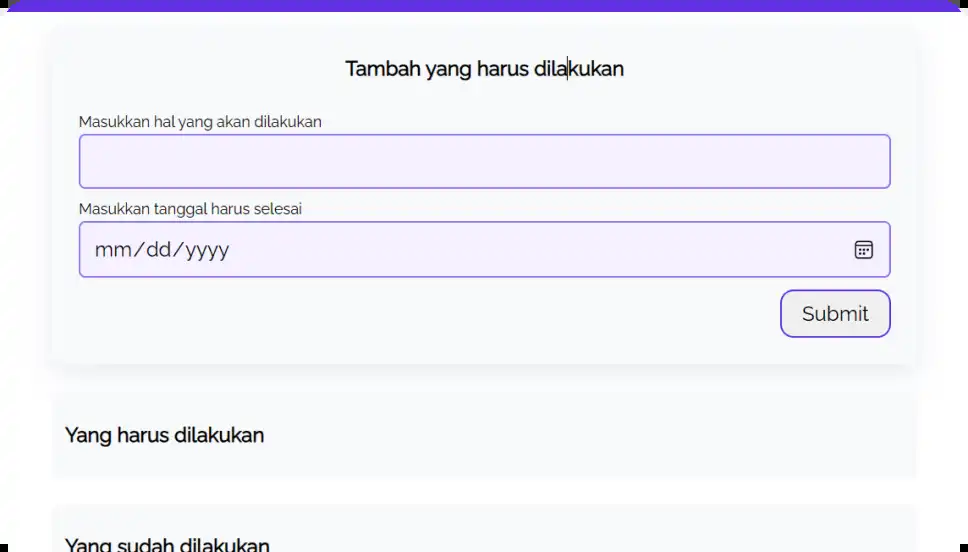 Tambah yang harus dilakukan
Masukkan hal yang akan dilakukan
Masukkan tanggal harus selesai
mm/dd/yyyy
Submit
Yang harus dilakukan
Yang sudah dilakukan